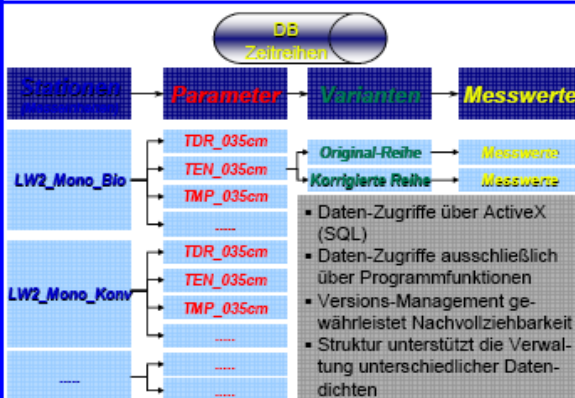 DB
Zeitreihen
Stationen
Parameter
Varianten
Messwerte
LW2_Mono_Bio
TDR_035cm
TEN_035cm
TMP_035cm
.....
Original-Reihe
Messwerte
Korrigierte Reihe
Messwerte
LW2_Mono_Konv
TDR_035cm
TEN_035cm
TMP_035cm
.....
.....
.....
.....
▪ Daten-Zugriffe über ActiveX
(SQL)
▪ Daten-Zugriffe ausschließlich
über Programmfunktionen
▪ Versions-Management ge-
währleistet Nachvollziehbarkeit
▪ Struktur unterstützt die Verwal-
tung unterschiedlicher Daten-
dichten